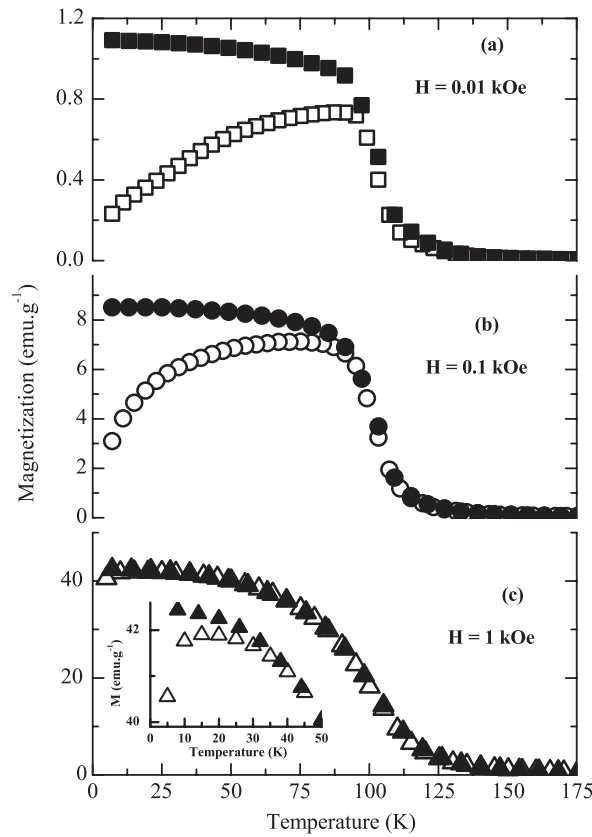 1.2
(a)
H = 0.01 kOe
0.8
0.4
0.0
8
(b)
H = 0.1 kOe
6
4
2
0
Magnetization (emu.g⁻¹)
(c)
H = 1 kOe
40
20
0
M (emu.g⁻¹)
42
40
0 10 20 30 40 50
Temperature (K)
0 25 50 75 100 125 150 175
Temperature (K)